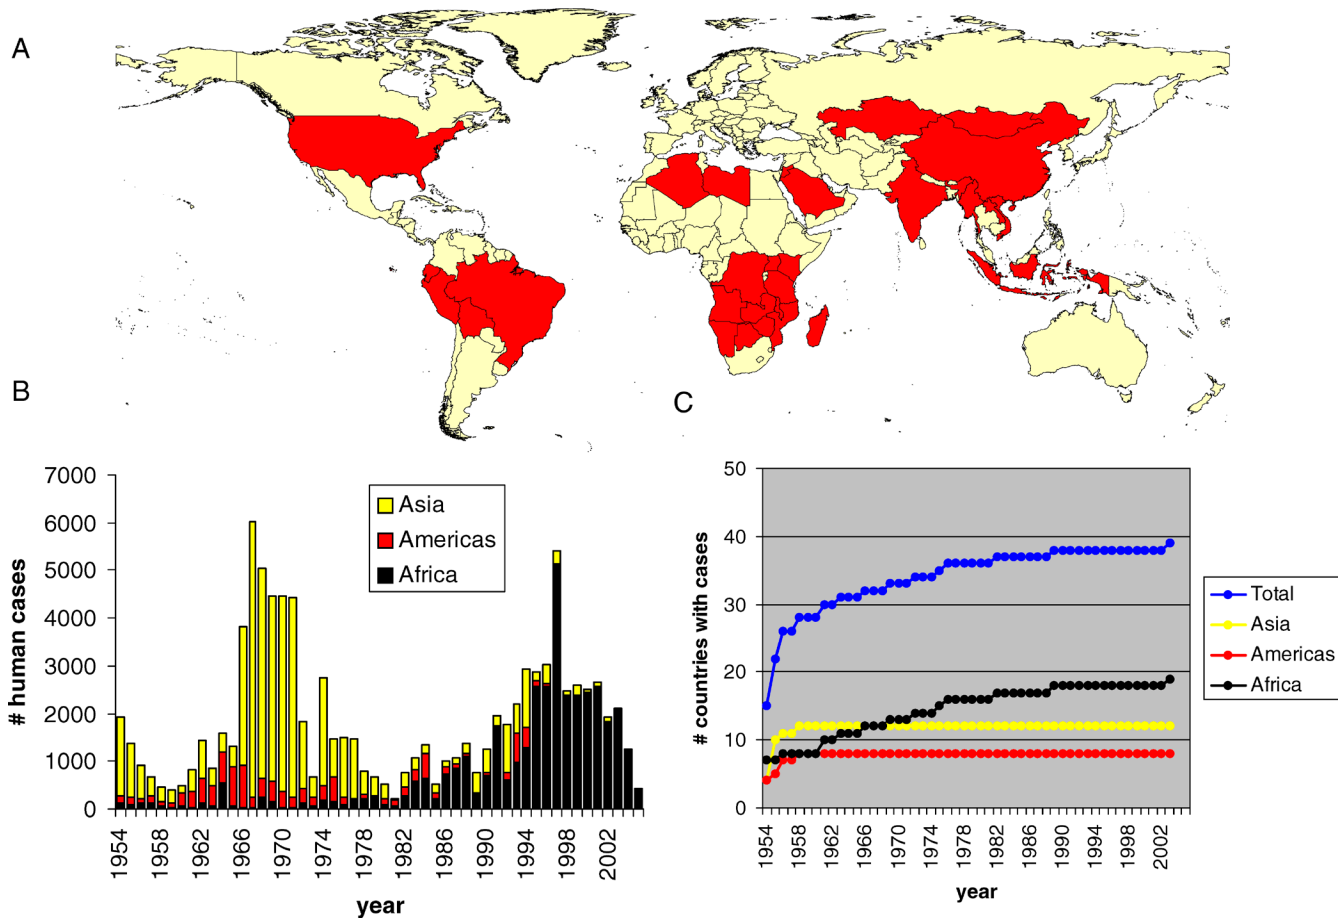 A
B
C
7000
6000
5000
4000
3000
2000
1000
0
# human cases
Asia
Americas
Africa
1954
1958
1962
1966
1970
1974
1978
1982
1986
1990
1994
1998
2002
year
50
40
30
20
10
0
# countries with cases
Total
Asia
Americas
Africa
1954
1958
1962
1966
1970
1974
1978
1982
1986
1990
1994
1998
2002
year